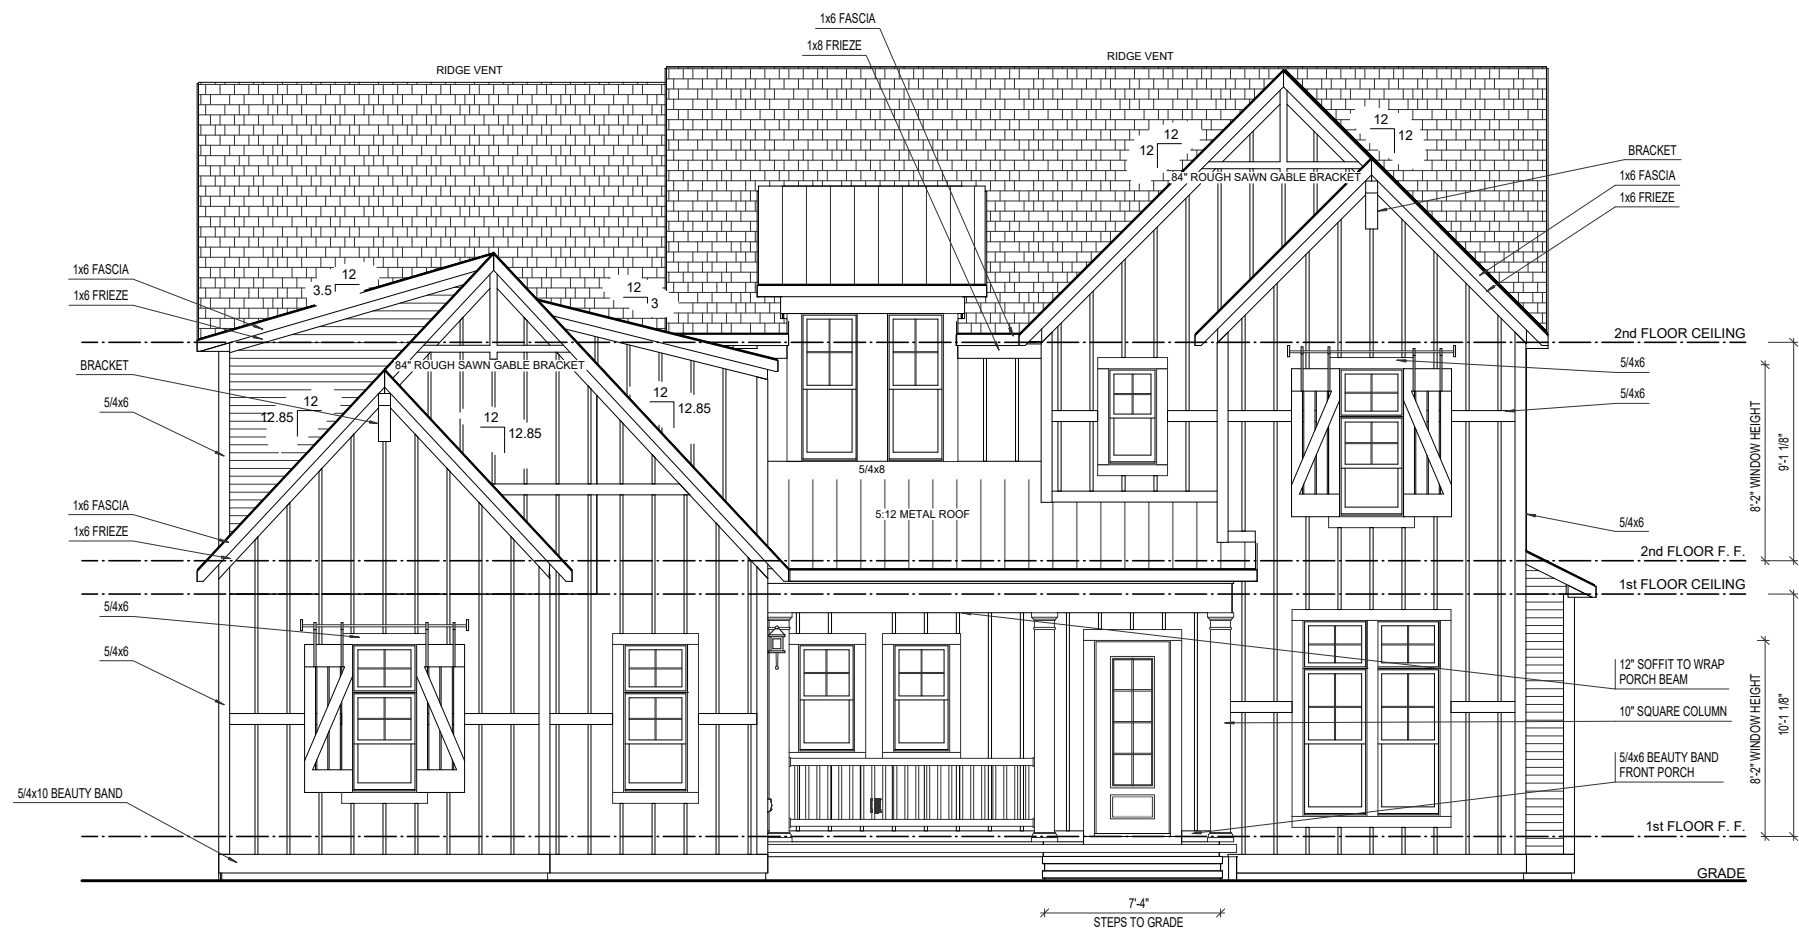 1x6 FASCIA
1x8 FRIEZE
RIDGE VENT
RIDGE VENT
12
12
12
12
BRACKET
84" ROUGH SAWN GABLE BRACKET
1x6 FASCIA
1x6 FRIEZE
1x6 FASCIA
12
3.5
12
3
1x6 FRIEZE
2nd FLOOR CEILING
BRACKET
84" ROUGH SAWN GABLE BRACKET
5/4x6
5/4x6
5/4x6
12
12.85
12
12.85
12
12.85
8'-2" WINDOW HEIGHT
9'-1 1/8"
5/4x8
1x6 FASCIA
5:12 METAL ROOF
5/4x6
1x6 FRIEZE
2nd FLOOR F. F.
1st FLOOR CEILING
5/4x6
5/4x6
12" SOFFIT TO WRAP
PORCH BEAM
10" SQUARE COLUMN
8'-2" WINDOW HEIGHT
10'-1 1/8"
5/4x6 BEAUTY BAND
FRONT PORCH
5/4x10 BEAUTY BAND
1st FLOOR F. F.
GRADE
7'-4"
STEPS TO GRADE